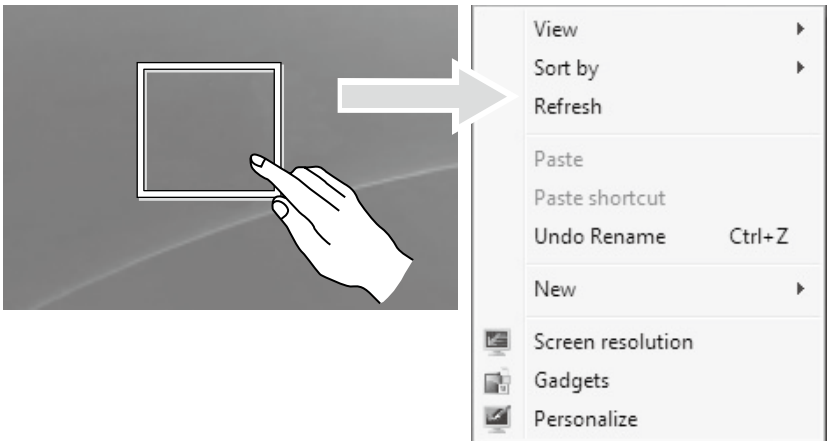 View
Sort by
Refresh
Paste
Paste shortcut
Undo Rename Ctrl+Z
New
Screen resolution
Gadgets
Personalize